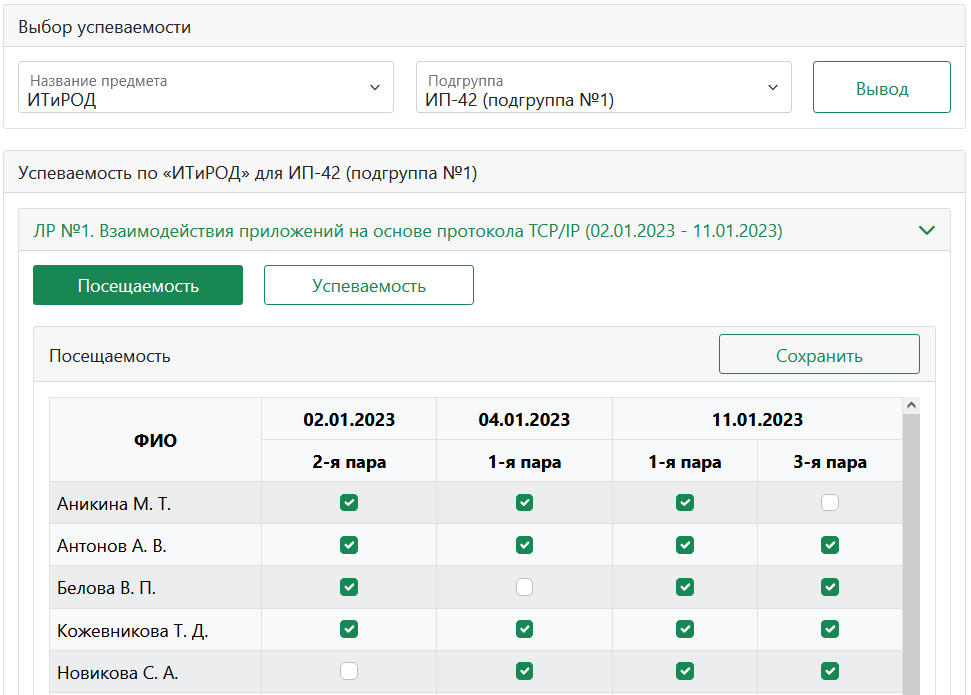 Выбор успеваемости
Название предмета
ИТиРОД
Подгруппа
ИП-42 (подгруппа №1)
Вывод
Успеваемость по «ИТиРОД» для ИП-42 (подгруппа №1)
ЛР №1. Взаимодействия приложений на основе протокола TCP/IP (02.01.2023 - 11.01.2023)
Посещаемость
Успеваемость
Посещаемость
Сохранить
ФИО
02.01.2023
04.01.2023
11.01.2023
2-я пара
1-я пара
1-я пара
3-я пара
Аникина М. Т.
Антонов А. В.
Белова В. П.
Кожевникова Т. Д.
Новикова С. А.